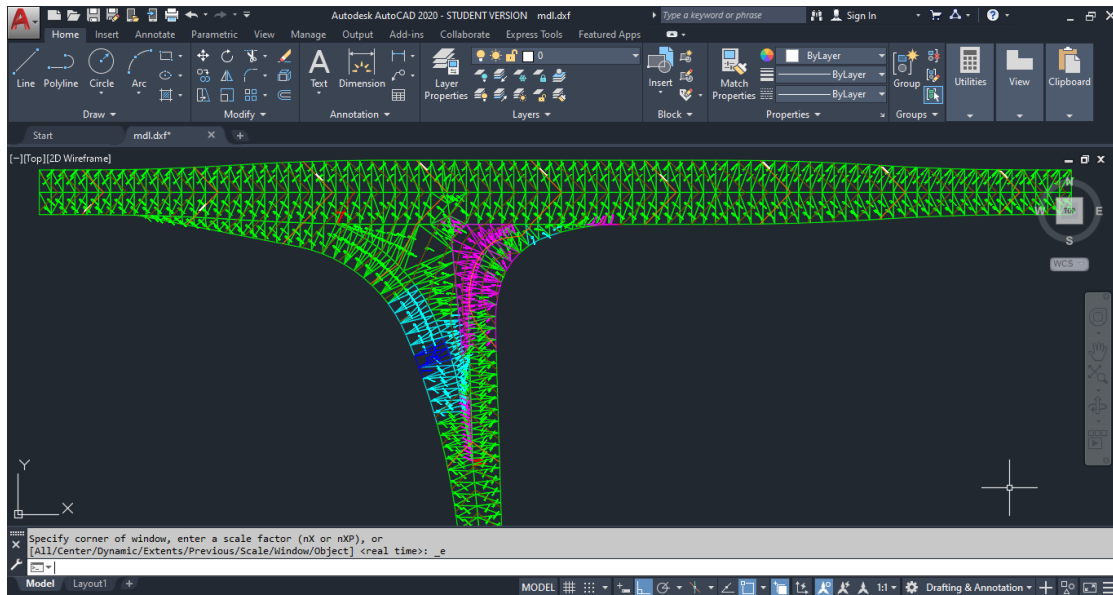 Autodesk AutoCAD 2020 - STUDENT VERSION mdl.dxf
Type a keyword or phrase
Sign In
Home Insert Annotate Parametric View Manage Output Add-ins Collaborate Express Tools Featured Apps
Line Polyline Circle Arc
Text Dimension
Layer Properties
0
Insert
Match Properties
ByLayer
ByLayer
ByLayer
Group
Utilities
View
Clipboard
Draw Modify Annotation Layers Block Properties Groups
Start mdl.dxf*
[−][Top][2D Wireframe]
N
W TOP E
S
WCS
Y
X
Specify corner of window, enter a scale factor (nX or nXP), or
[All/Center/Dynamic/Extents/Previous/Scale/Window/Object] <real time>: _e
Model Layout1 +
MODEL 1:1 Drafting & Annotation